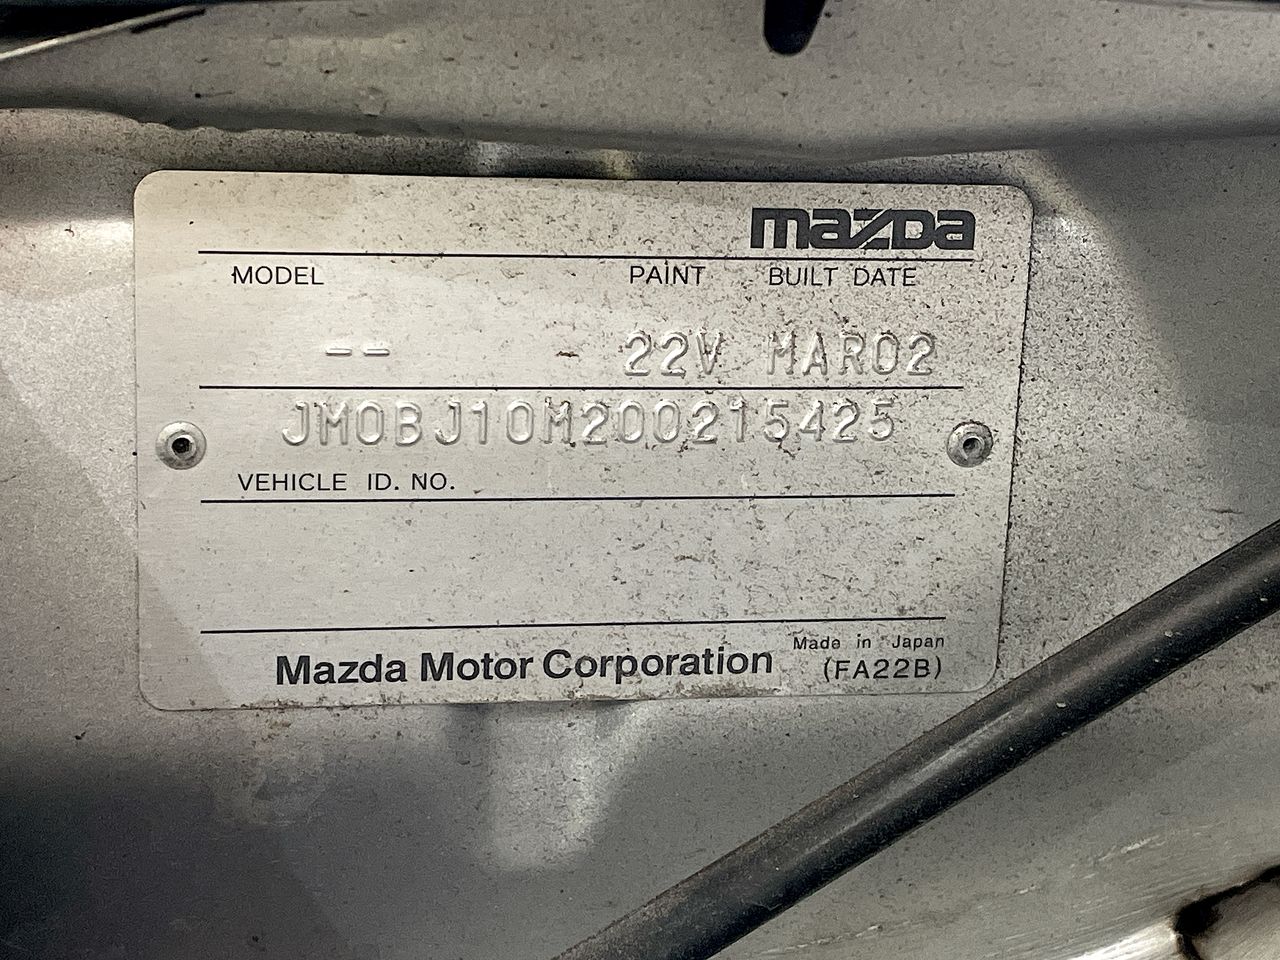 mazda
MODEL PAINT BUILT DATE
-- 22V MAR02
JM0BJ10M200215425
VEHICLE ID. NO.
Made in Japan
Mazda Motor Corporation (FA22B)